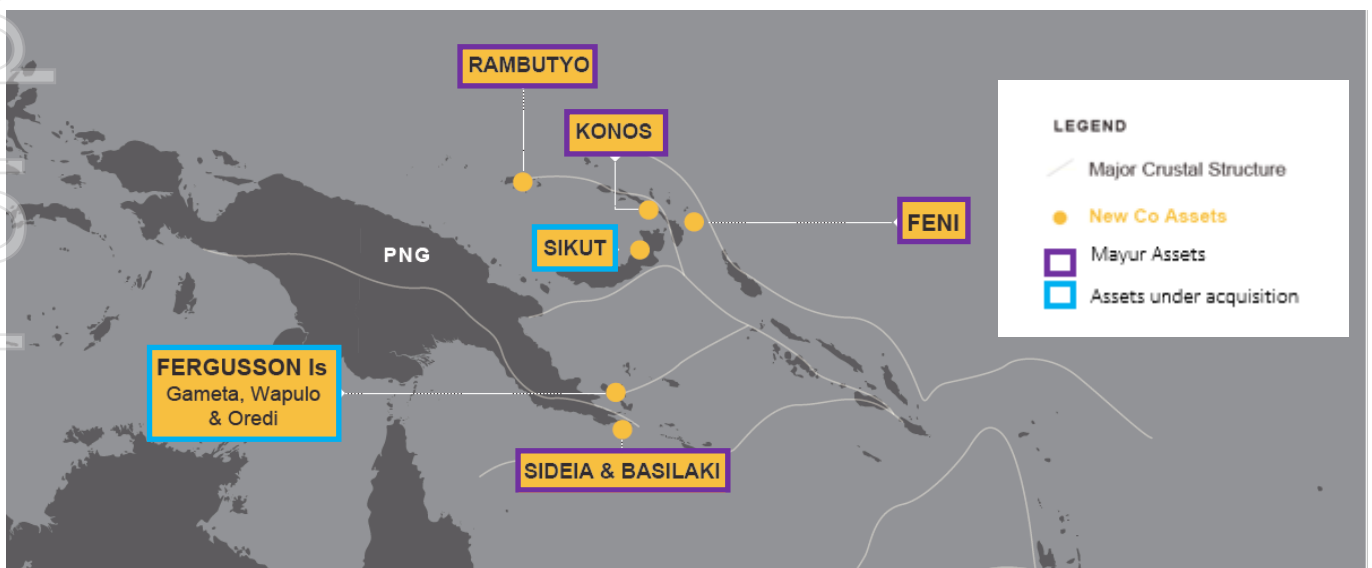 RAMBUTYO
KONOS
FENI
SIKUT
PNG
FERGUSSON Is
Gameta, Wapulo
& Oredi
SIDEIA & BASILAKI
LEGEND
Major Crustal Structure
New Co Assets
Mayur Assets
Assets under acquisition